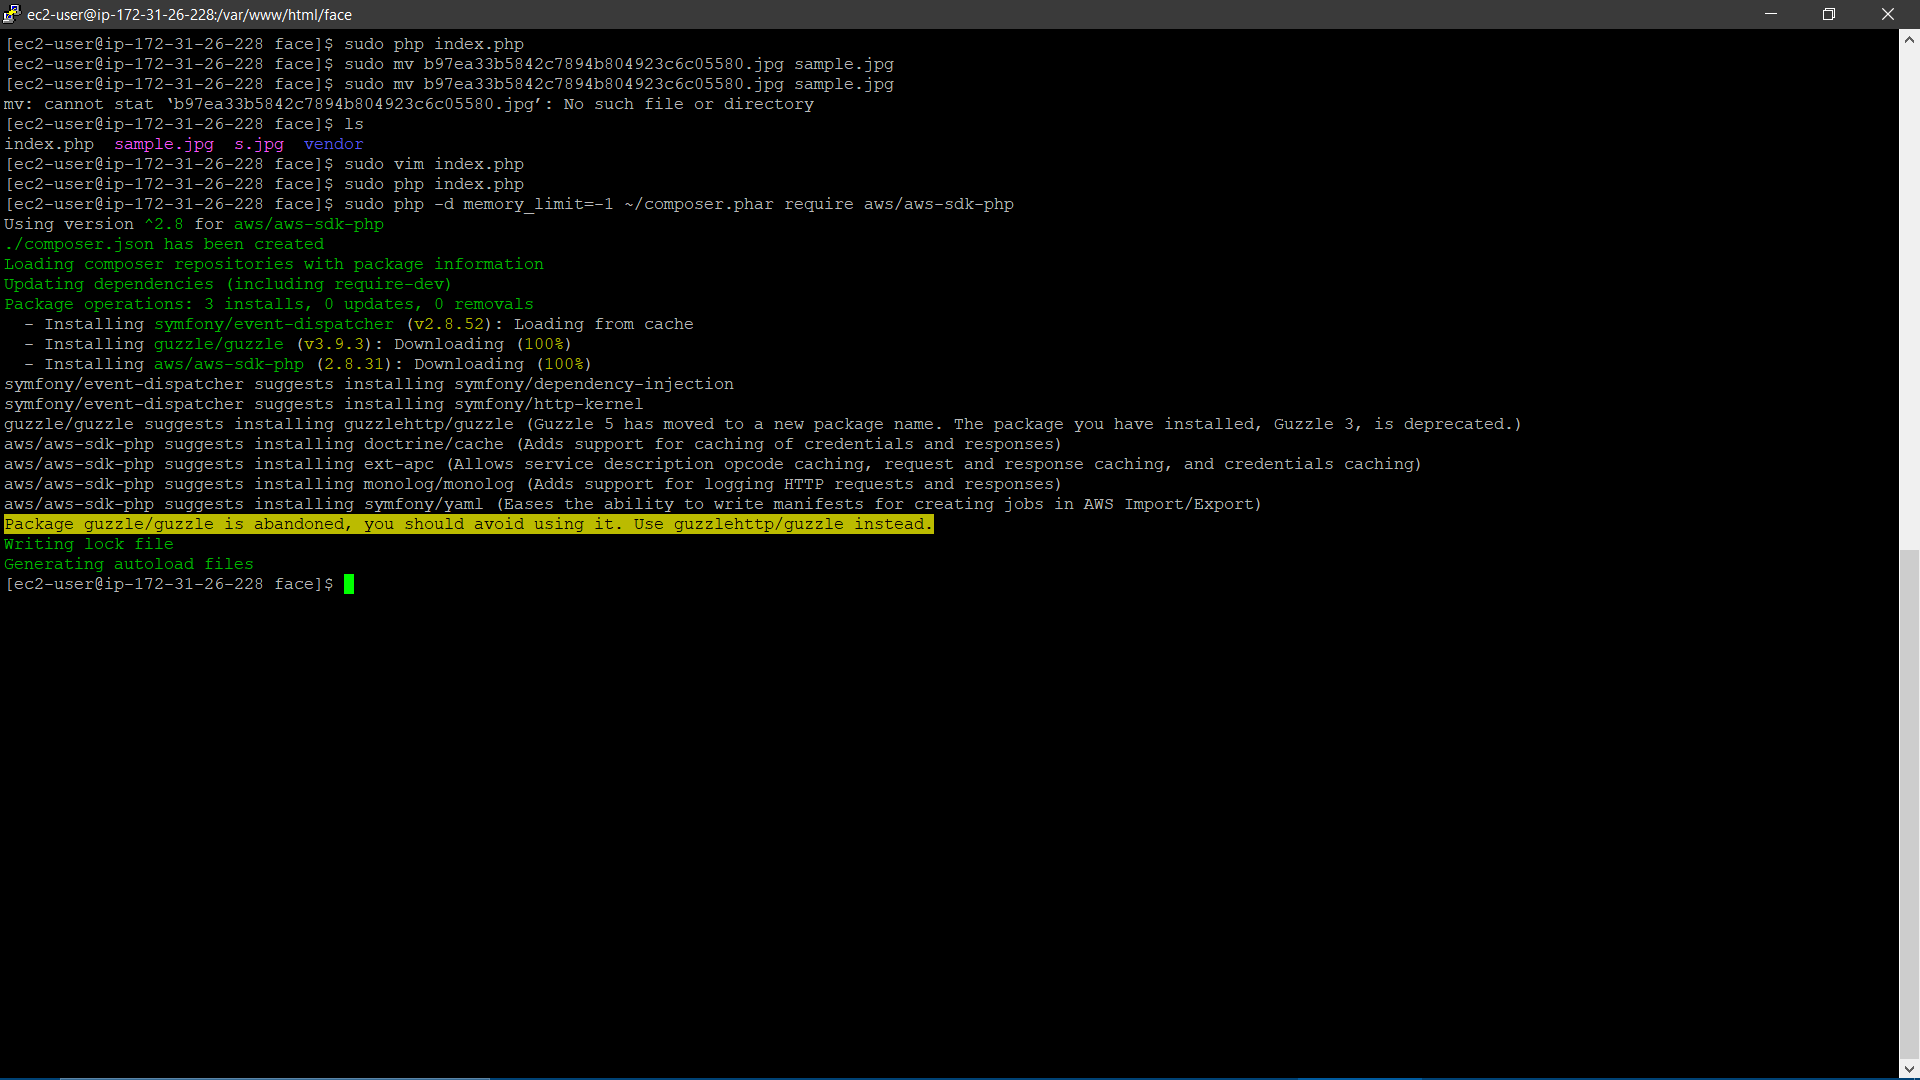 ec2-user@ip-172-31-26-228:/var/www/html/face
[ec2-user@ip-172-31-26-228 face]$ sudo php index.php
[ec2-user@ip-172-31-26-228 face]$ sudo mv b97ea33b5842c7894b804923c6c05580.jpg sample.jpg
[ec2-user@ip-172-31-26-228 face]$ sudo mv b97ea33b5842c7894b804923c6c05580.jpg sample.jpg
mv: cannot stat ‘b97ea33b5842c7894b804923c6c05580.jpg’: No such file or directory
[ec2-user@ip-172-31-26-228 face]$ ls
index.php  sample.jpg  s.jpg  vendor
[ec2-user@ip-172-31-26-228 face]$ sudo vim index.php
[ec2-user@ip-172-31-26-228 face]$ sudo php index.php
[ec2-user@ip-172-31-26-228 face]$ sudo php -d memory_limit=-1 ~/composer.phar require aws/aws-sdk-php
Using version ^2.8 for aws/aws-sdk-php
./composer.json has been created
Loading composer repositories with package information
Updating dependencies (including require-dev)
Package operations: 3 installs, 0 updates, 0 removals
  - Installing symfony/event-dispatcher (v2.8.52): Loading from cache
  - Installing guzzle/guzzle (v3.9.3): Downloading (100%)
  - Installing aws/aws-sdk-php (2.8.31): Downloading (100%)
symfony/event-dispatcher suggests installing symfony/dependency-injection
symfony/event-dispatcher suggests installing symfony/http-kernel
guzzle/guzzle suggests installing guzzlehttp/guzzle (Guzzle 5 has moved to a new package name. The package you have installed, Guzzle 3, is deprecated.)
aws/aws-sdk-php suggests installing doctrine/cache (Adds support for caching of credentials and responses)
aws/aws-sdk-php suggests installing ext-apc (Allows service description opcode caching, request and response caching, and credentials caching)
aws/aws-sdk-php suggests installing monolog/monolog (Adds support for logging HTTP requests and responses)
aws/aws-sdk-php suggests installing symfony/yaml (Eases the ability to write manifests for creating jobs in AWS Import/Export)
Package guzzle/guzzle is abandoned, you should avoid using it. Use guzzlehttp/guzzle instead.
Writing lock file
Generating autoload files
[ec2-user@ip-172-31-26-228 face]$